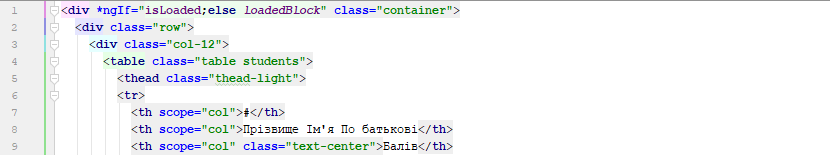 1 <div *ngIf="isLoaded;else loadedBlock" class="container">
2 <div class="row">
3 <div class="col-12">
4 <table class="table students">
5 <thead class="thead-light">
6 <tr>
7 <th scope="col">#</th>
8 <th scope="col">Прізвище Ім'я По батькові</th>
9 <th scope="col" class="text-center">Балів</th>